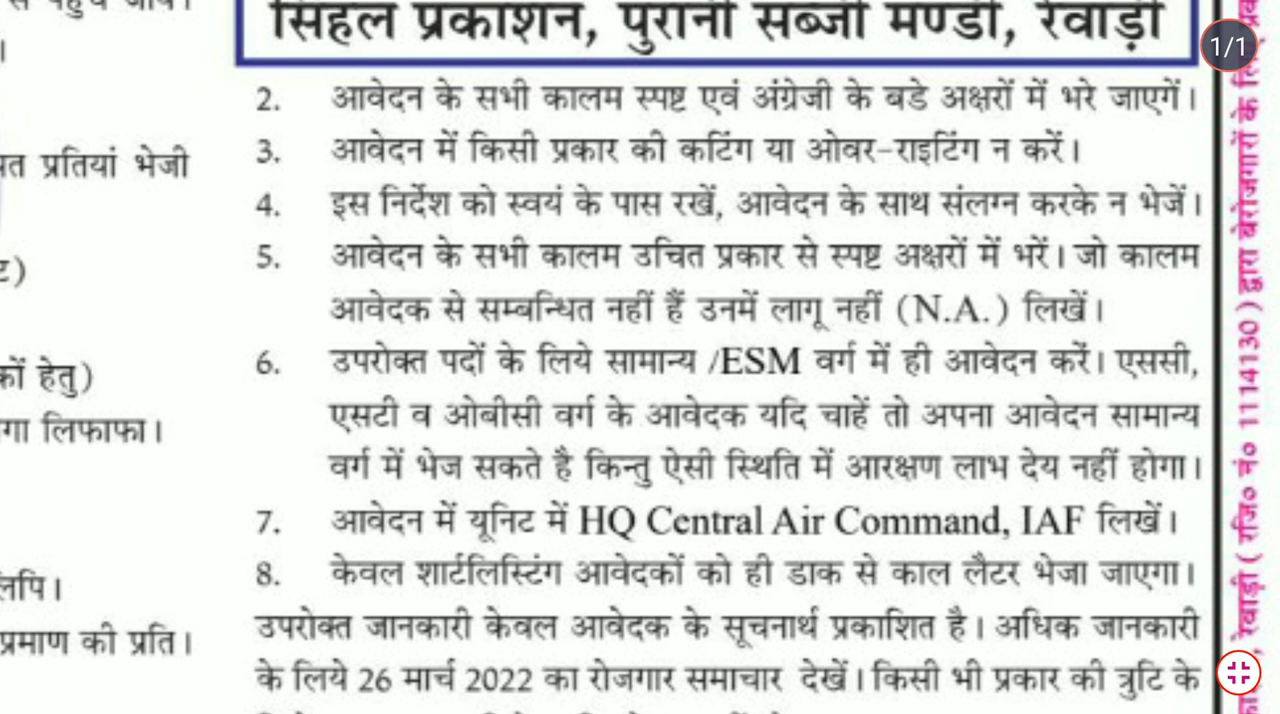 से पहुंच जाये।
।
प्रतियां भेजी
हेतु)
लिफाफा।
प्रमाण की प्रति।
सिंहल प्रकाशन, पुरानी सब्जी मण्डी, रेवाड़ी
2. आवेदन के सभी कालम स्पष्ट एवं अंग्रेजी के बडे अक्षरों में भरे जाएगें।
3. आवेदन में किसी प्रकार की कटिंग या ओवर-राइटिंग न करें।
4. इस निर्देश को स्वयं के पास रखें, आवेदन के साथ संलग्न करके न भेजें।
5. आवेदन के सभी कालम उचित प्रकार से स्पष्ट अक्षरों में भरें। जो कालम
आवेदक से सम्बन्धित नहीं हैं उनमें लागू नहीं (N.A.) लिखें।
6. उपरोक्त पदों के लिये सामान्य /ESM वर्ग में ही आवेदन करें। एससी,
एसटी व ओबीसी वर्ग के आवेदक यदि चाहें तो अपना आवेदन सामान्य
वर्ग में भेज सकते है किन्तु ऐसी स्थिति में आरक्षण लाभ देय नहीं होगा।
7. आवेदन में यूनिट में HQ Central Air Command, IAF लिखें।
8. केवल शार्टलिस्टिंग आवेदकों को ही डाक से काल लैटर भेजा जाएगा।
उपरोक्त जानकारी केवल आवेदक के सूचनार्थ प्रकाशित है। अधिक जानकारी
के लिये 26 मार्च 2022 का रोजगार समाचार देखें। किसी भी प्रकार की त्रुटि के
1/1
, रेवाड़ी ( रजि० नं० 1114130 ) द्वारा बेरोजगारों के